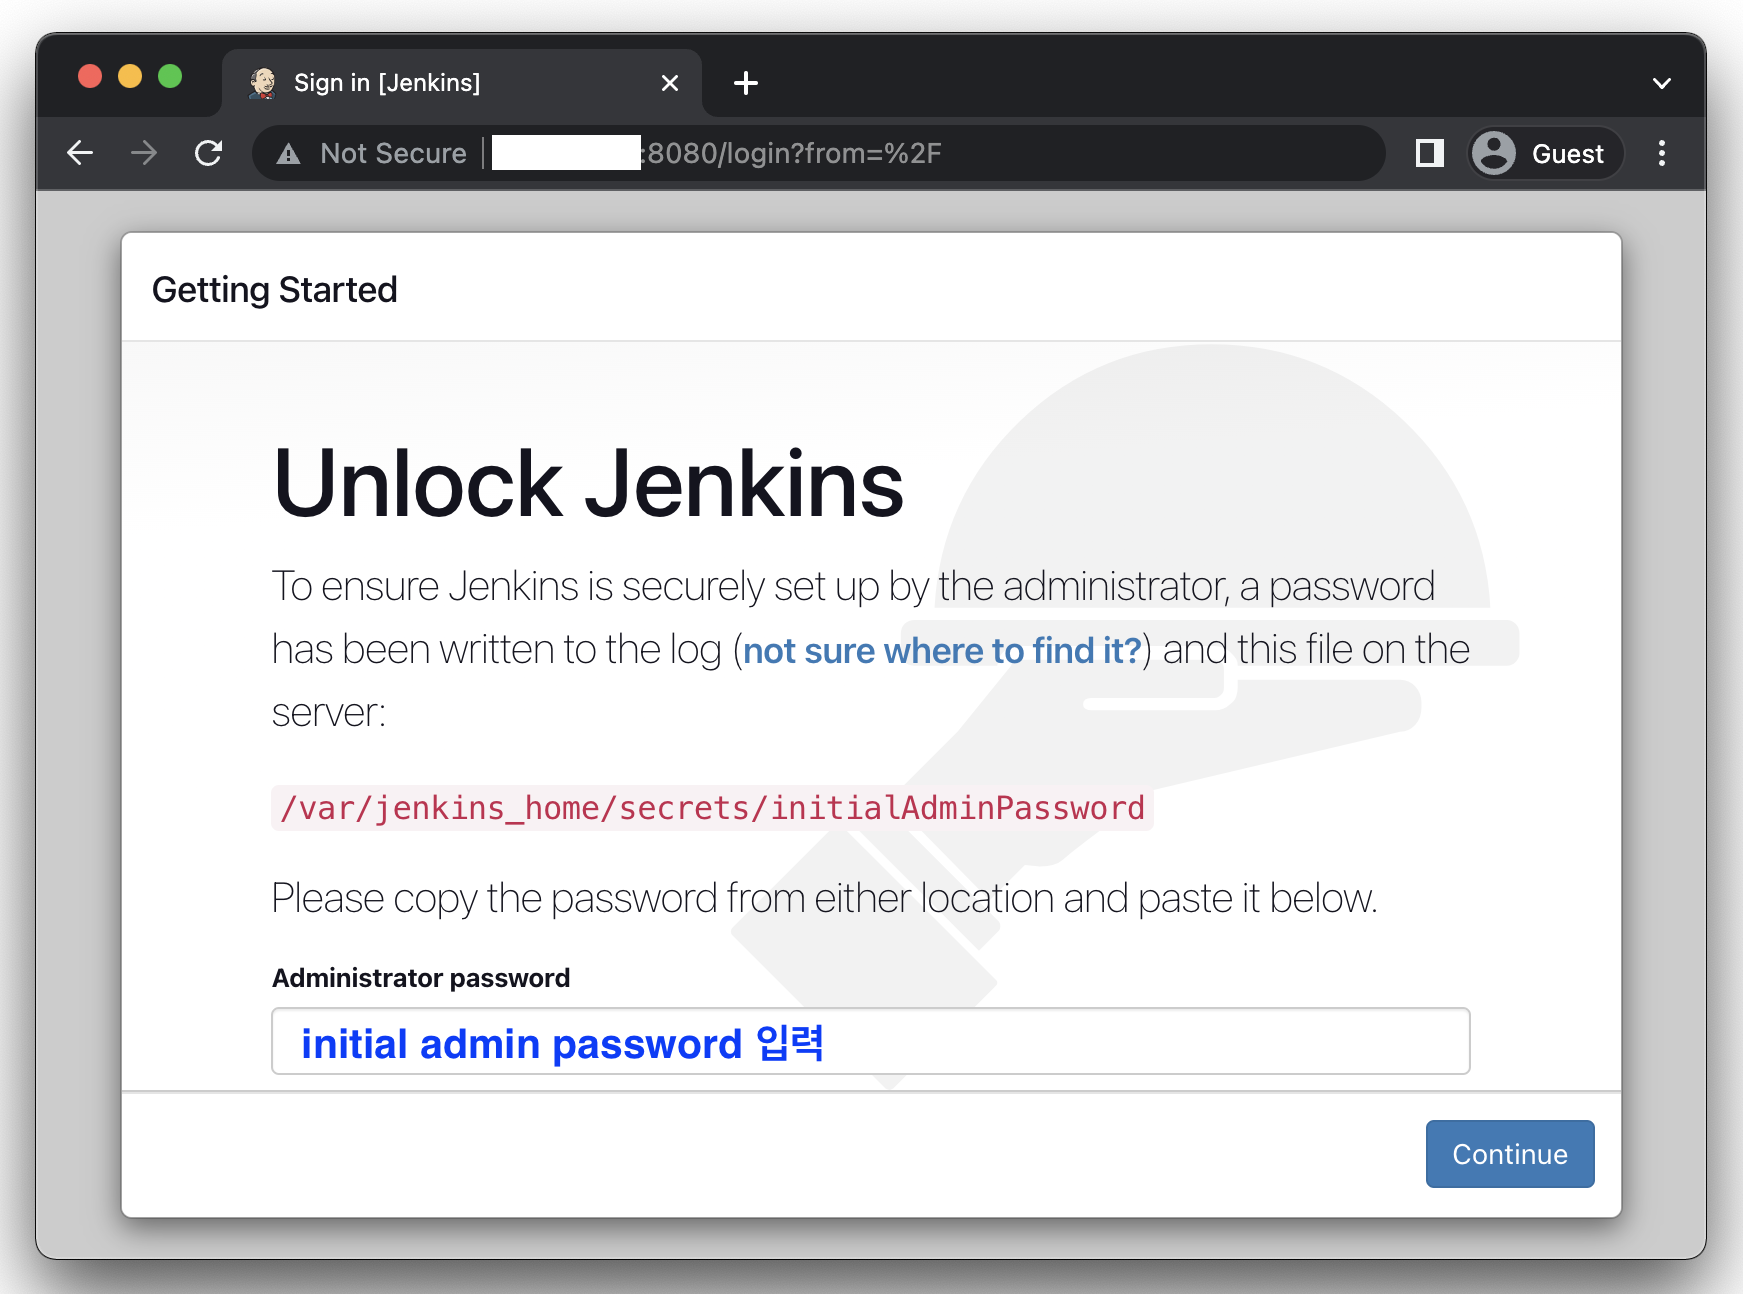 Sign in [Jenkins]
Not Secure :8080/login?from=%2F
Guest
Getting Started
Unlock Jenkins
To ensure Jenkins is securely set up by the administrator, a password
has been written to the log (not sure where to find it?) and this file on the
server:
/var/jenkins_home/secrets/initialAdminPassword
Please copy the password from either location and paste it below.
Administrator password
initial admin password 입력
Continue